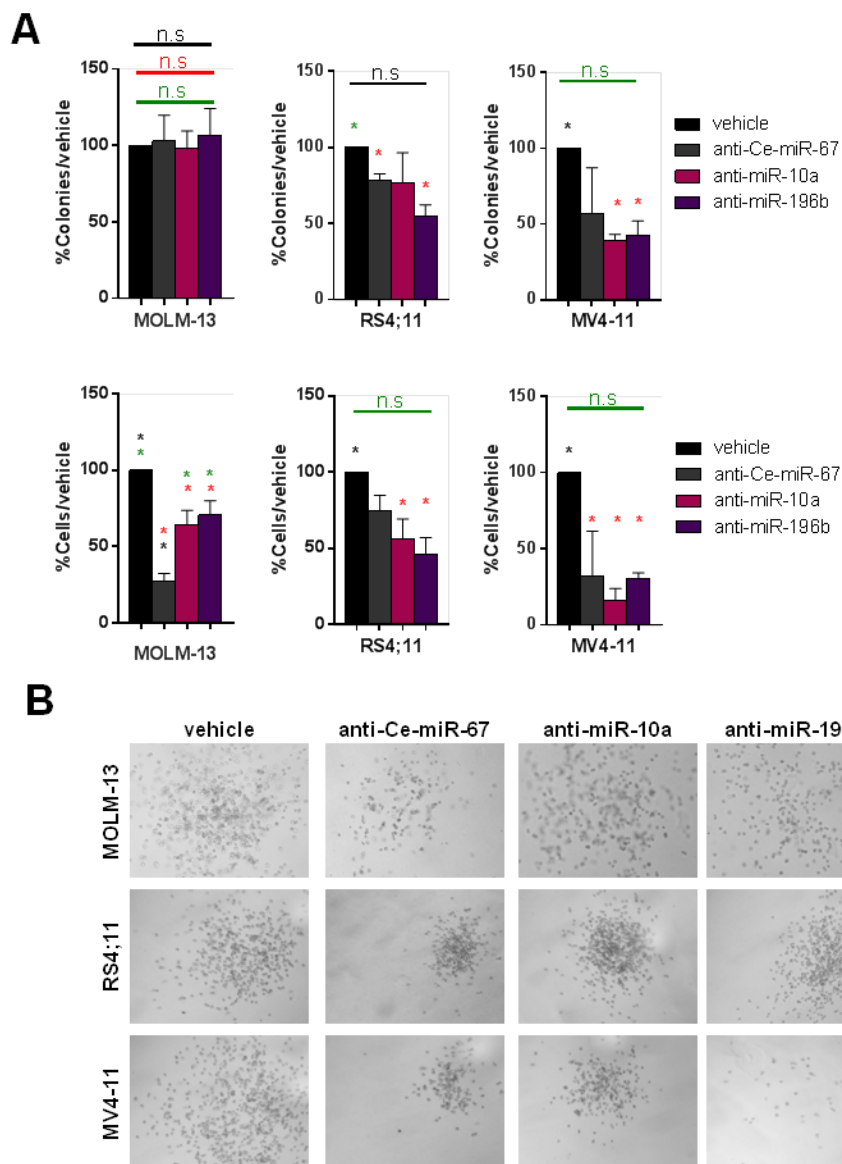 A
n.s
n.s
n.s
150
100
50
0
%Colonies/vehicle
MOLM-13
n.s
150
100
50
0
%Colonies/vehicle
*
*
*
RS4;11
n.s
150
100
50
0
%Colonies/vehicle
*
*
*
MV4-11
vehicle
anti-Ce-miR-67
anti-miR-10a
anti-miR-196b
150
100
50
0
%Cells/vehicle
*
*
*
*
*
*
*
*
MOLM-13
n.s
150
100
50
0
%Cells/vehicle
*
*
*
RS4;11
n.s
150
100
50
0
%Cells/vehicle
*
*
*
*
MV4-11
vehicle
anti-Ce-miR-67
anti-miR-10a
anti-miR-196b
B
vehicle anti-Ce-miR-67 anti-miR-10a anti-miR-19
MOLM-13
RS4;11
MV4-11